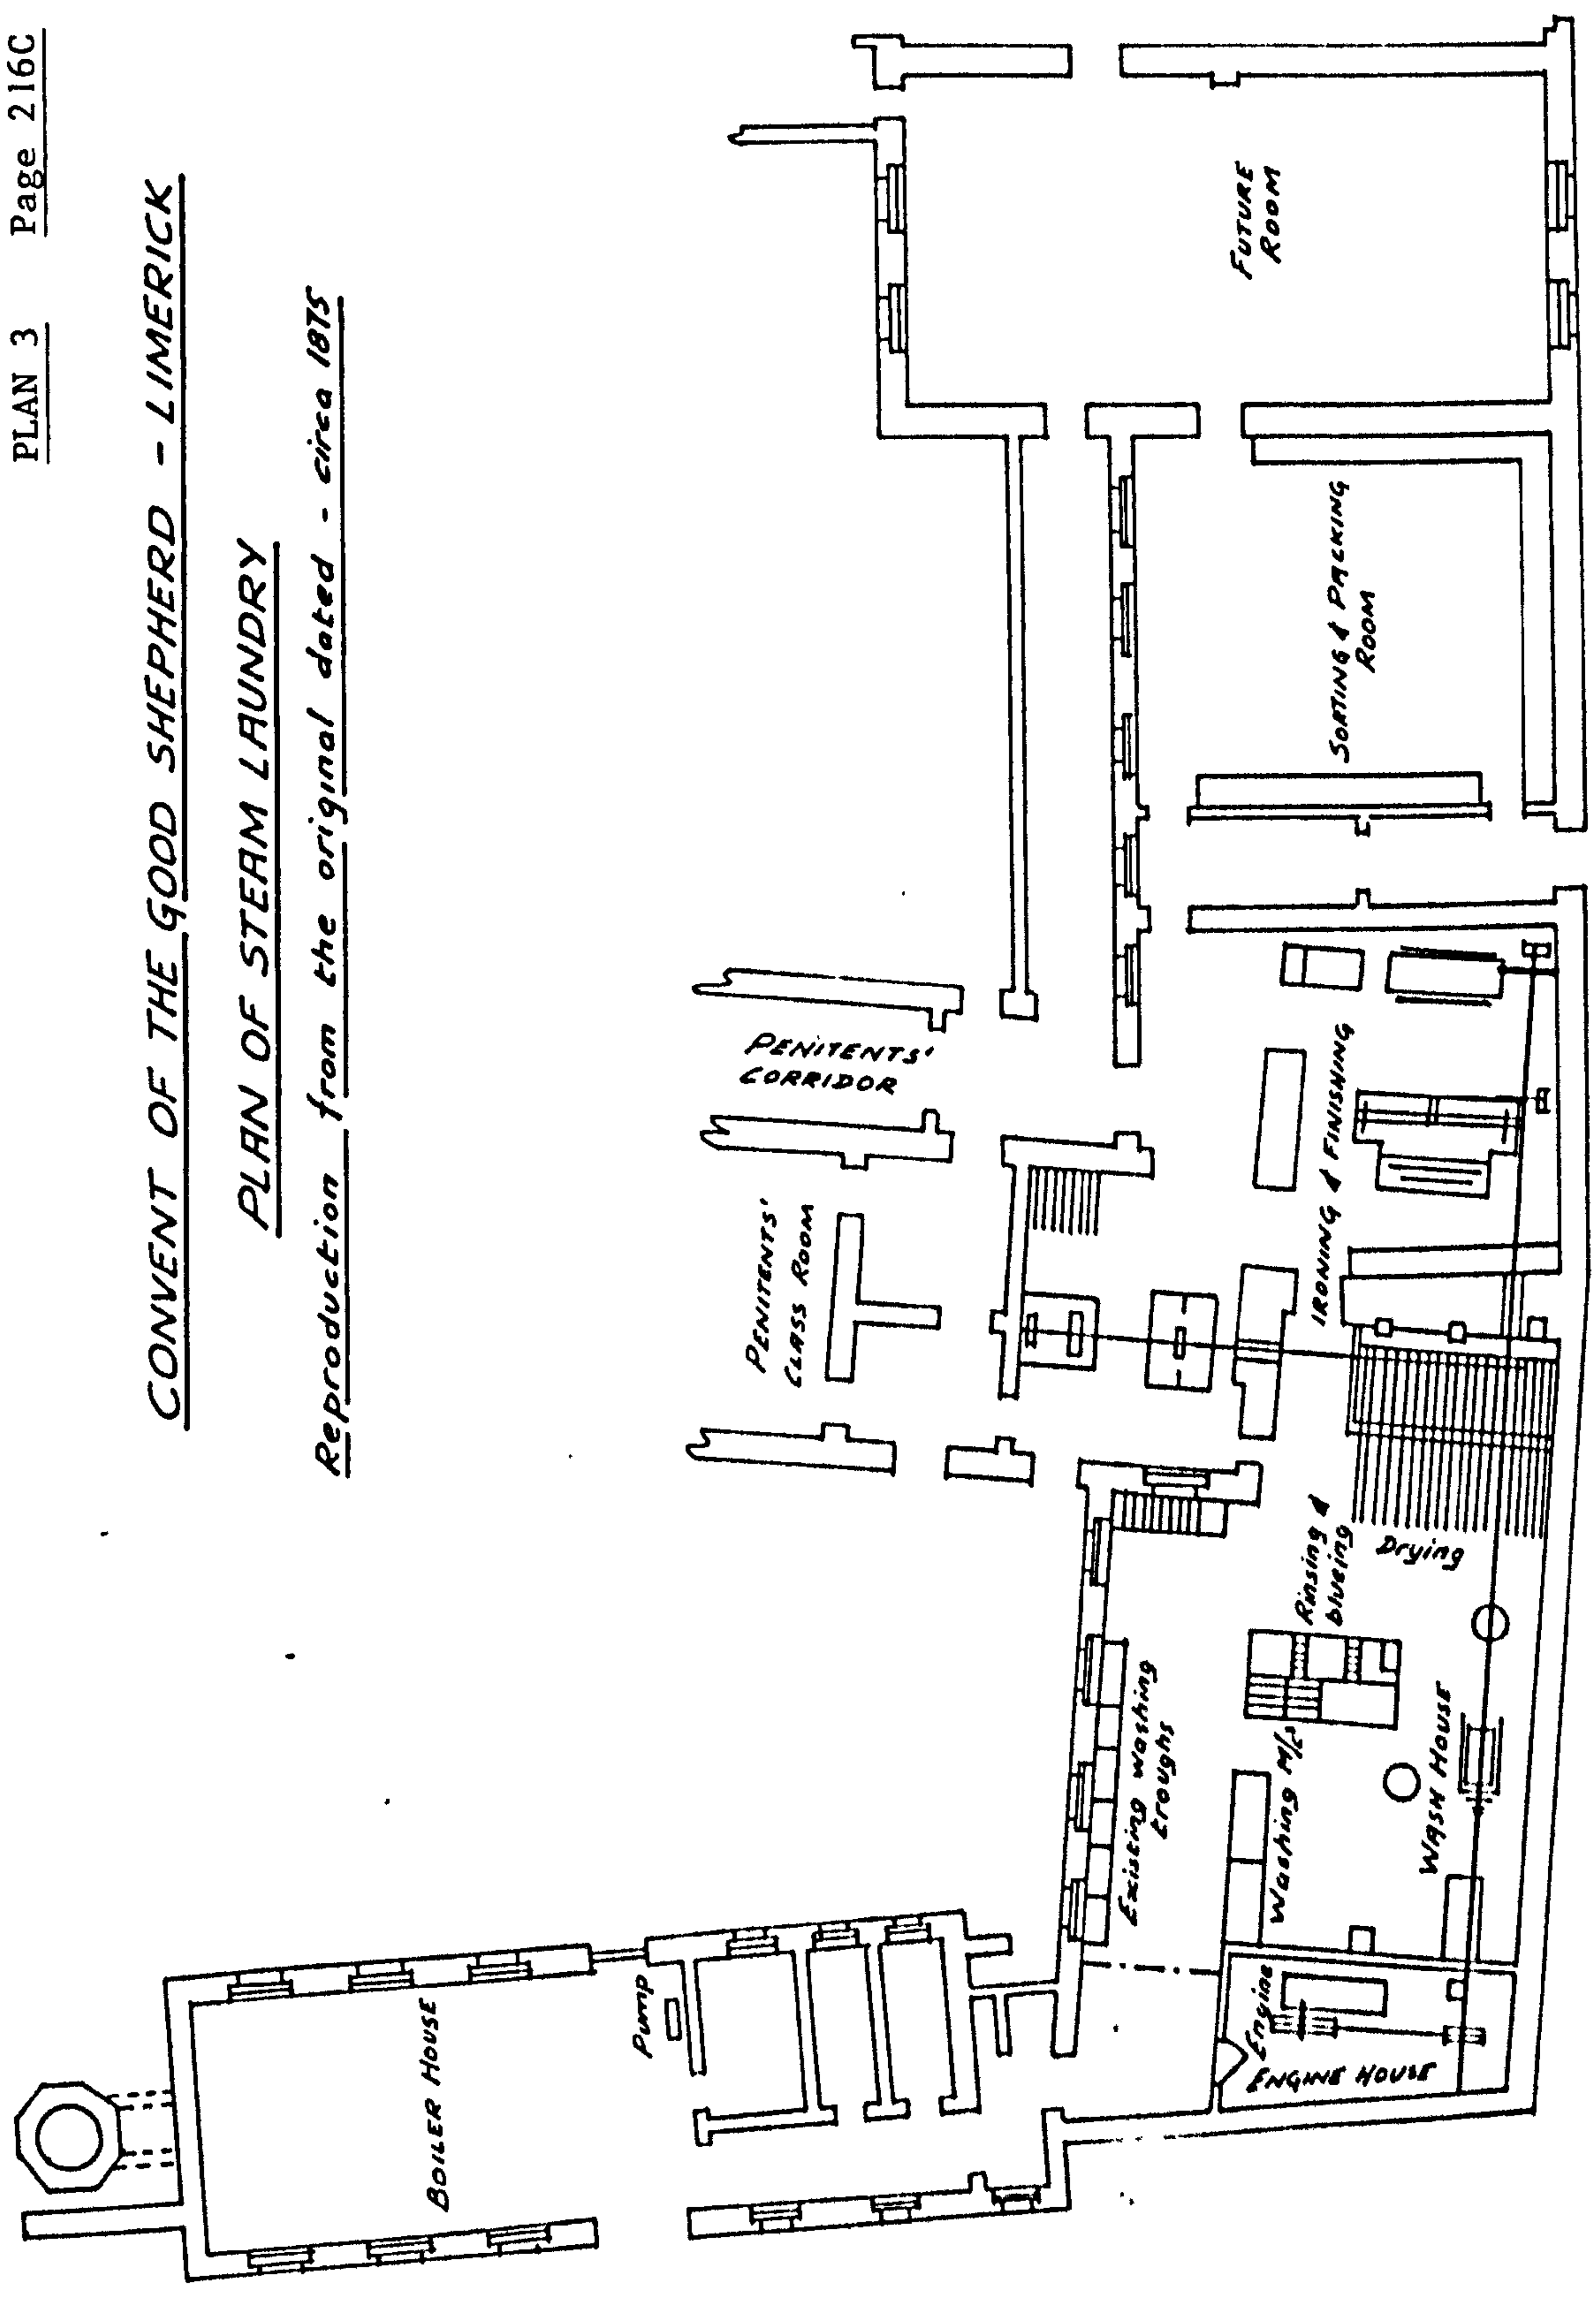 PLAN 3 Page 216C
CONVENT OF THE GOOD SHEPHERD - LIMERICK
PLAN OF STEAM LAUNDRY
Reproduction from the original dated - circa 1875
BOILER HOUSE
Pump
PENITENTS'
CLASS ROOM
PENITENTS'
CORRIDOR
Existing washing
troughs
Engine
ENGINE HOUSE
Washing M/cs
WASH HOUSE
Rinsing &
blueing
Drying
IRONING & FINISHING
SORTING & PACKING
ROOM
FUTURE
ROOM